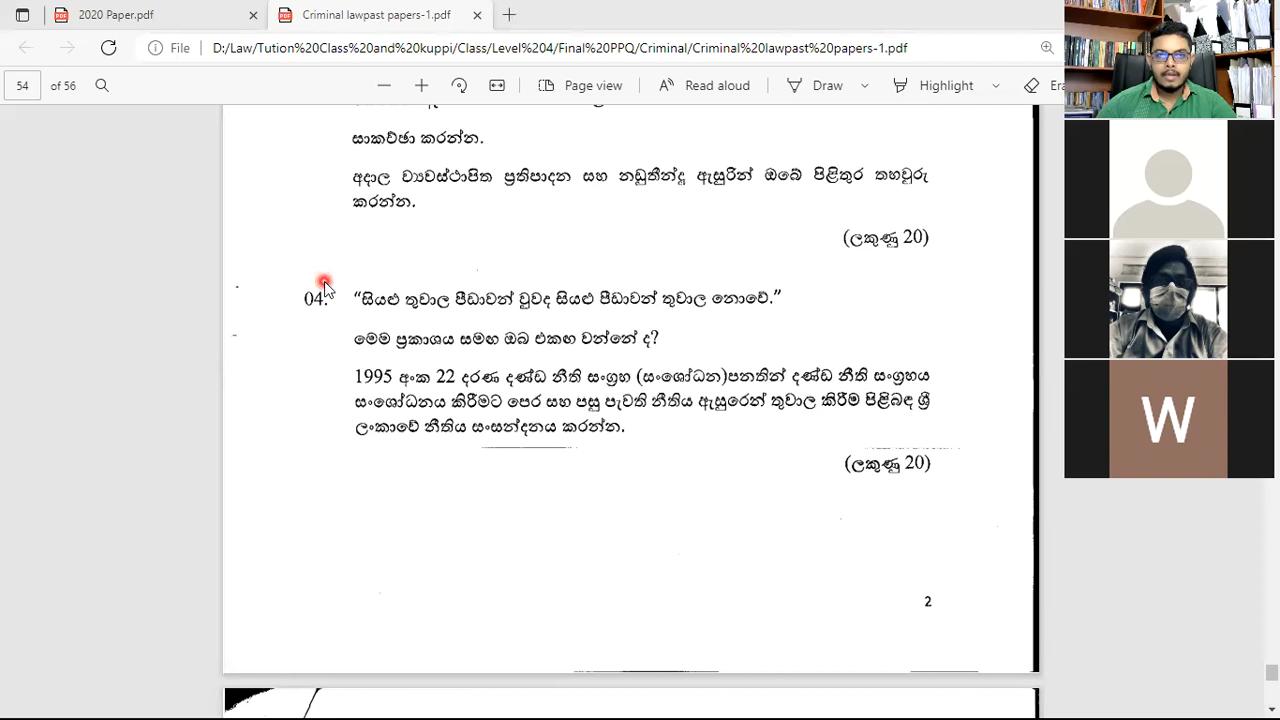 2020 Paper.pdf
Criminal lawpast papers-1.pdf
File
D:/Law/Tution%20Class%20and%20kuppi/Class/Level%204/Final%20PPQ/Criminal/Criminal%20lawpast%20papers-1.pdf
54 of 56
Page view
Read aloud
Draw
Highlight
Era
සාකච්ඡා කරන්න.
අදාල ව්‍යවස්ථාපිත ප්‍රතිපාදන සහ නඩුතීන්දු ඇසුරින් ඔබේ පිළිතුර තහවුරු
කරන්න.
(ලකුණු 20)
04. “සියළු තුවාල පීඩාවන් වුවද සියළු පීඩාවන් තුවාල නොවේ.”
මෙම ප්‍රකාශය සමඟ ඔබ එකඟ වන්නේ ද?
1995 අංක 22 දරණ දණ්ඩ නීති සංග්‍රහ (සංශෝධන)පනතින් දණ්ඩ නීති සංග්‍රහය
සංශෝධනය කිරීමට පෙර සහ පසු පැවති නීතිය ඇසුරෙන් තුවාල කිරීම පිළිබඳ ශ්‍රී
ලංකාවේ නීතිය සංසන්දනය කරන්න.
(ලකුණු 20)
2
W